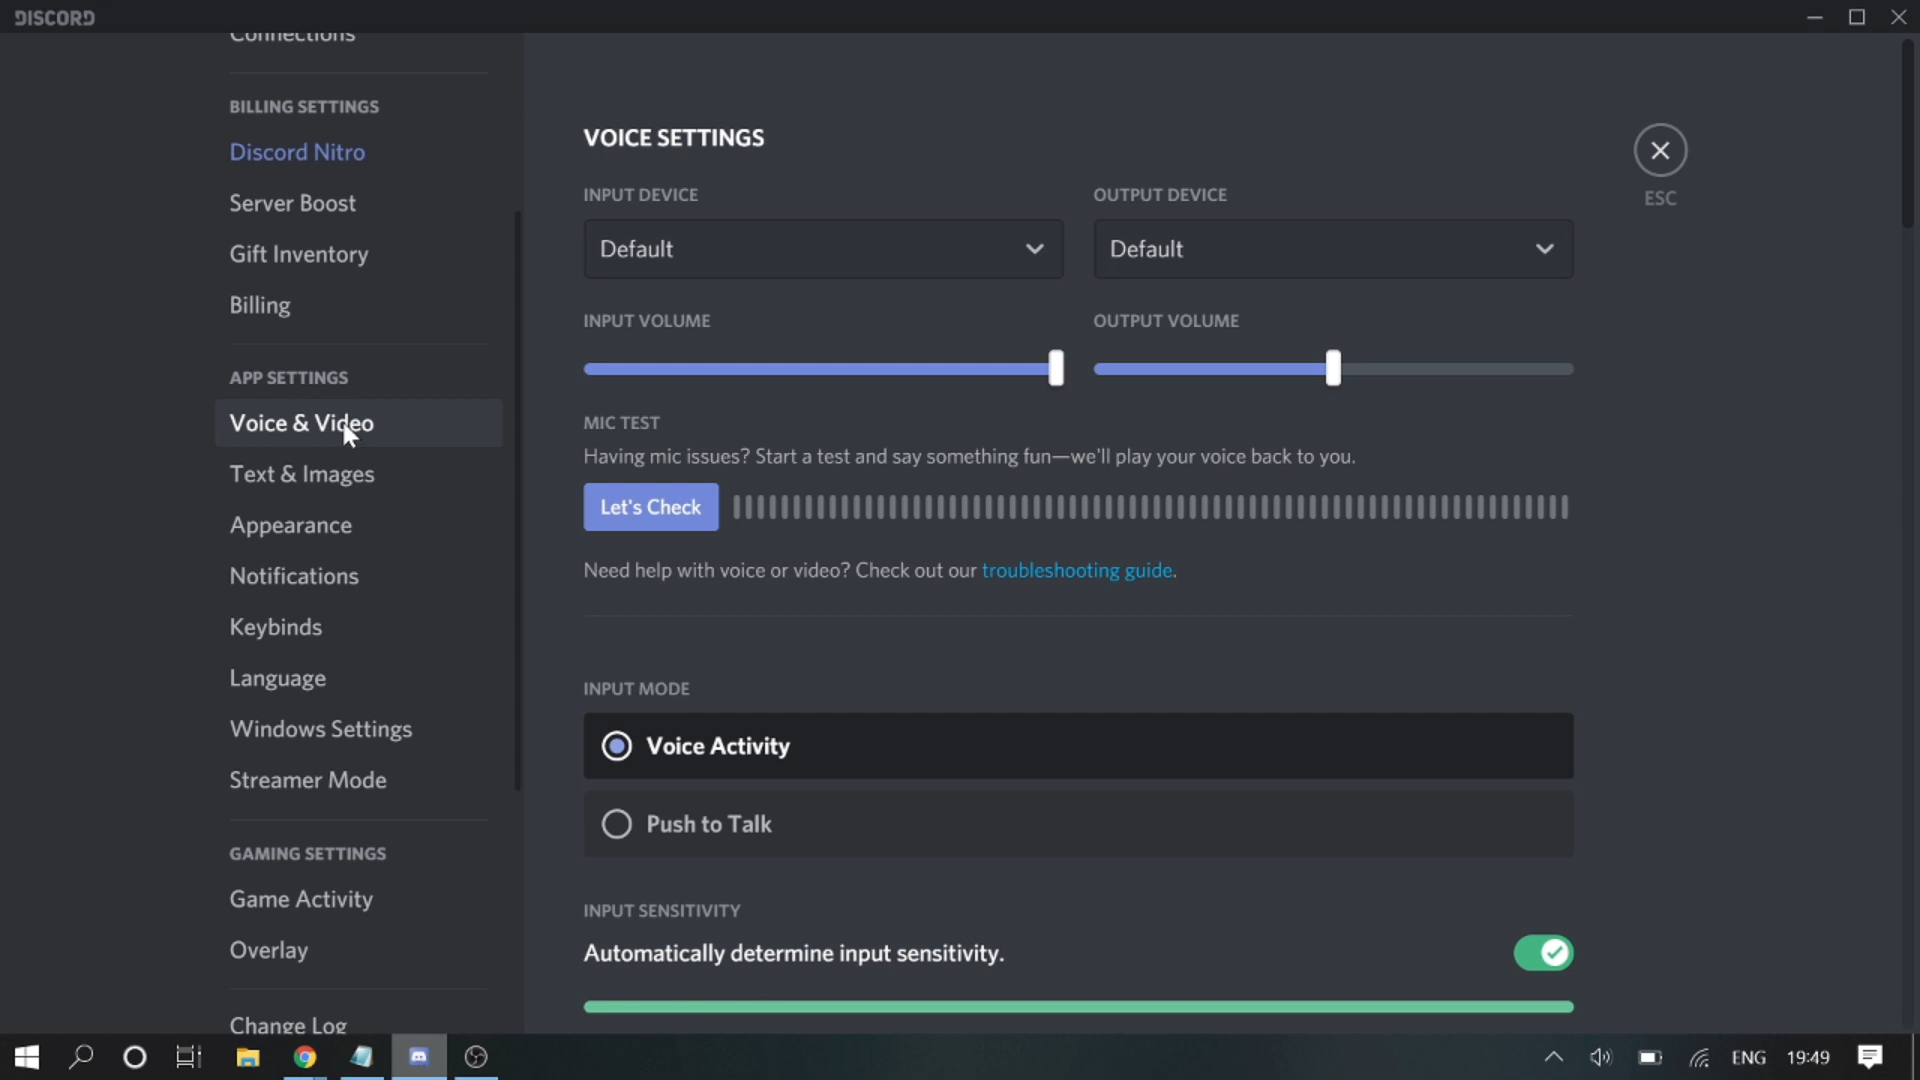 DISCORD
Connections
BILLING SETTINGS
Discord Nitro
Server Boost
Gift Inventory
Billing
APP SETTINGS
Voice & Video
Text & Images
Appearance
Notifications
Keybinds
Language
Windows Settings
Streamer Mode
GAMING SETTINGS
Game Activity
Overlay
Change Log
VOICE SETTINGS
INPUT DEVICE
Default
OUTPUT DEVICE
Default
INPUT VOLUME
OUTPUT VOLUME
MIC TEST
Having mic issues? Start a test and say something fun—we'll play your voice back to you.
Let's Check
Need help with voice or video? Check out our troubleshooting guide.
INPUT MODE
Voice Activity
Push to Talk
INPUT SENSITIVITY
Automatically determine input sensitivity.
ESC
ENG 19:49